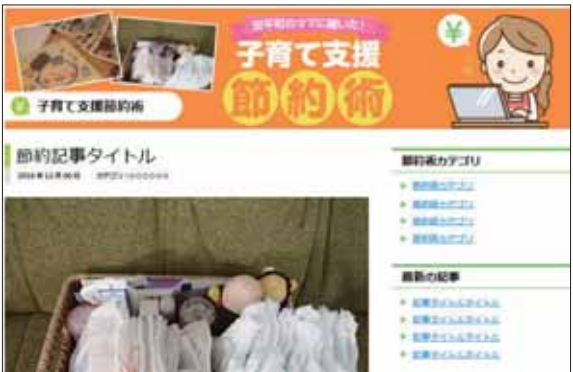 安平町のママに聞いた!
子育て支援
節約術
¥
子育て支援節約術
節約記事タイトル
節約術カテゴリ
節約術カテゴリ
節約術カテゴリ
節約術カテゴリ
節約術カテゴリ
最新の記事
記事タイトルタイトル
記事タイトルタイトル
記事タイトルタイトル
記事タイトルタイトル